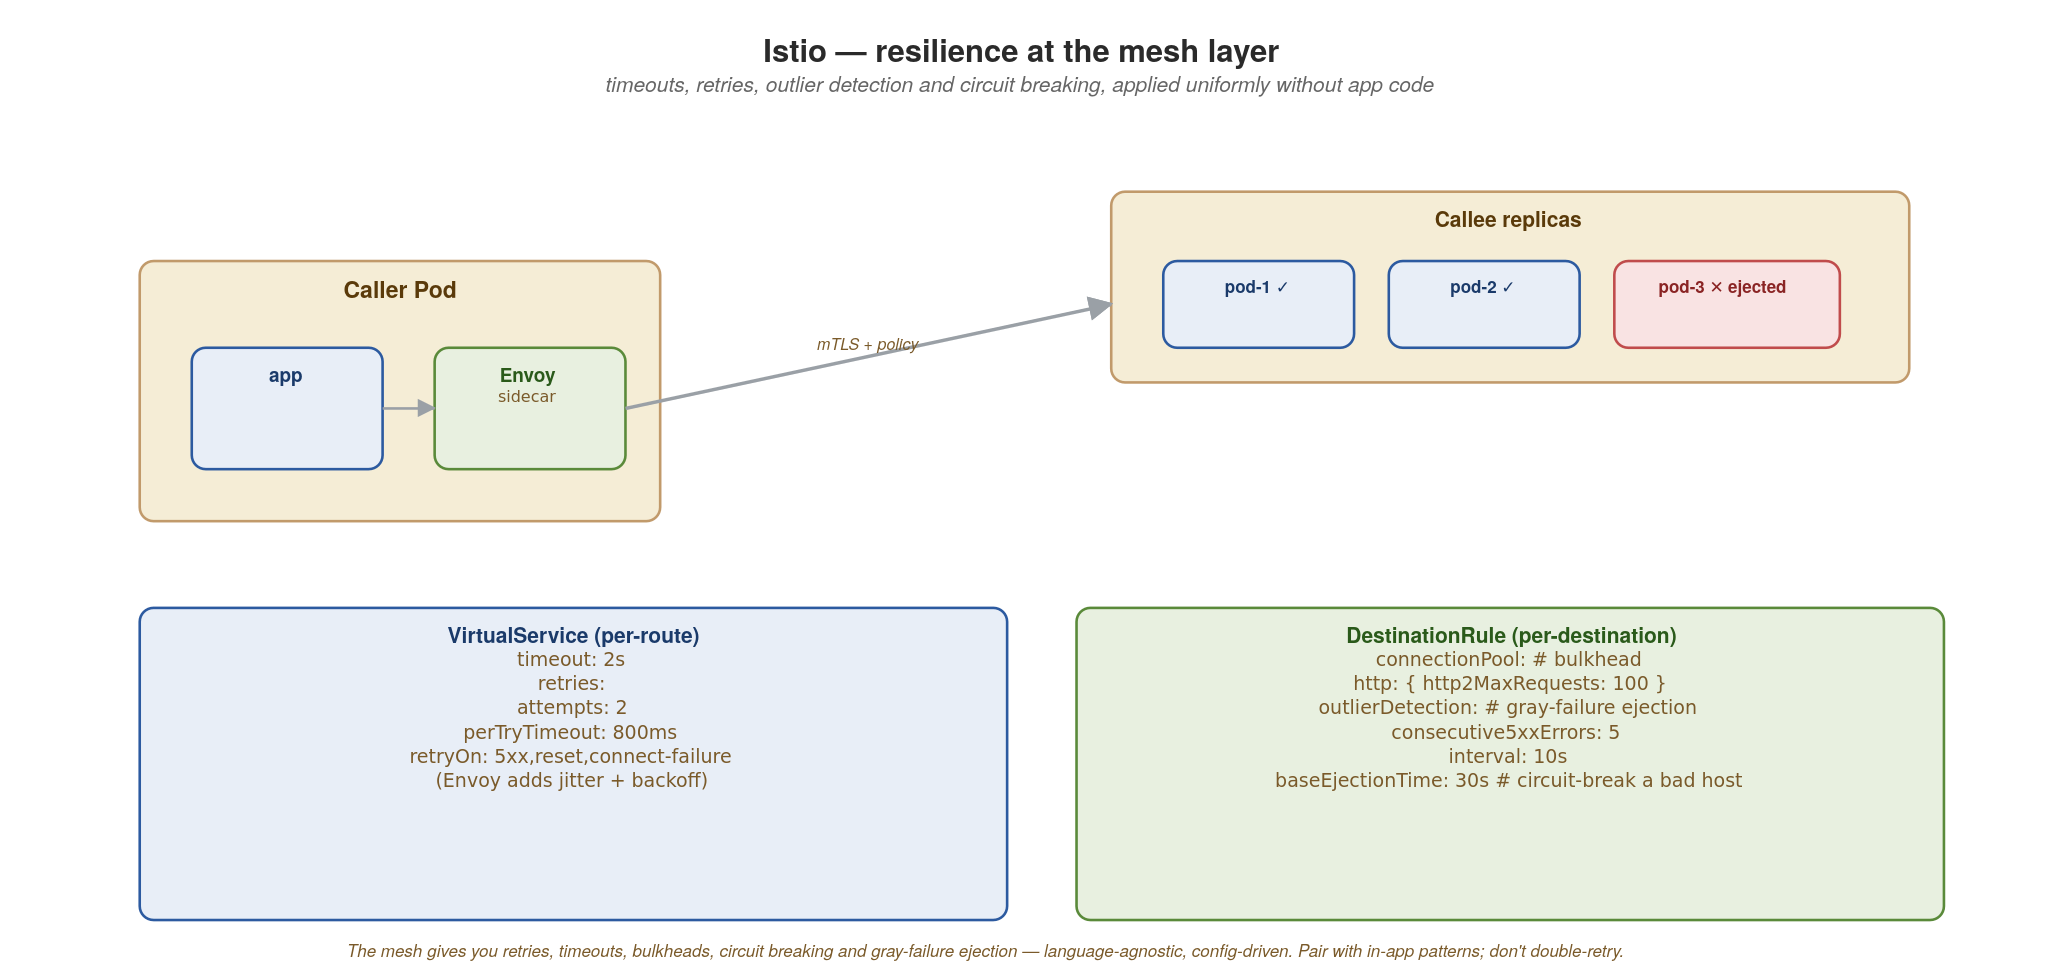 Istio — resilience at the mesh layer
timeouts, retries, outlier detection and circuit breaking, applied uniformly without app code
Caller Pod
app
Envoy
sidecar
mTLS + policy
Callee replicas
pod-1 ✓
pod-2 ✓
pod-3 ✕ ejected
VirtualService (per-route)
timeout: 2s
retries:
attempts: 2
perTryTimeout: 800ms
retryOn: 5xx,reset,connect-failure
(Envoy adds jitter + backoff)
DestinationRule (per-destination)
connectionPool: # bulkhead
http: { http2MaxRequests: 100 }
outlierDetection: # gray-failure ejection
consecutive5xxErrors: 5
interval: 10s
baseEjectionTime: 30s # circuit-break a bad host
The mesh gives you retries, timeouts, bulkheads, circuit breaking and gray-failure ejection — language-agnostic, config-driven. Pair with in-app patterns; don't double-retry.